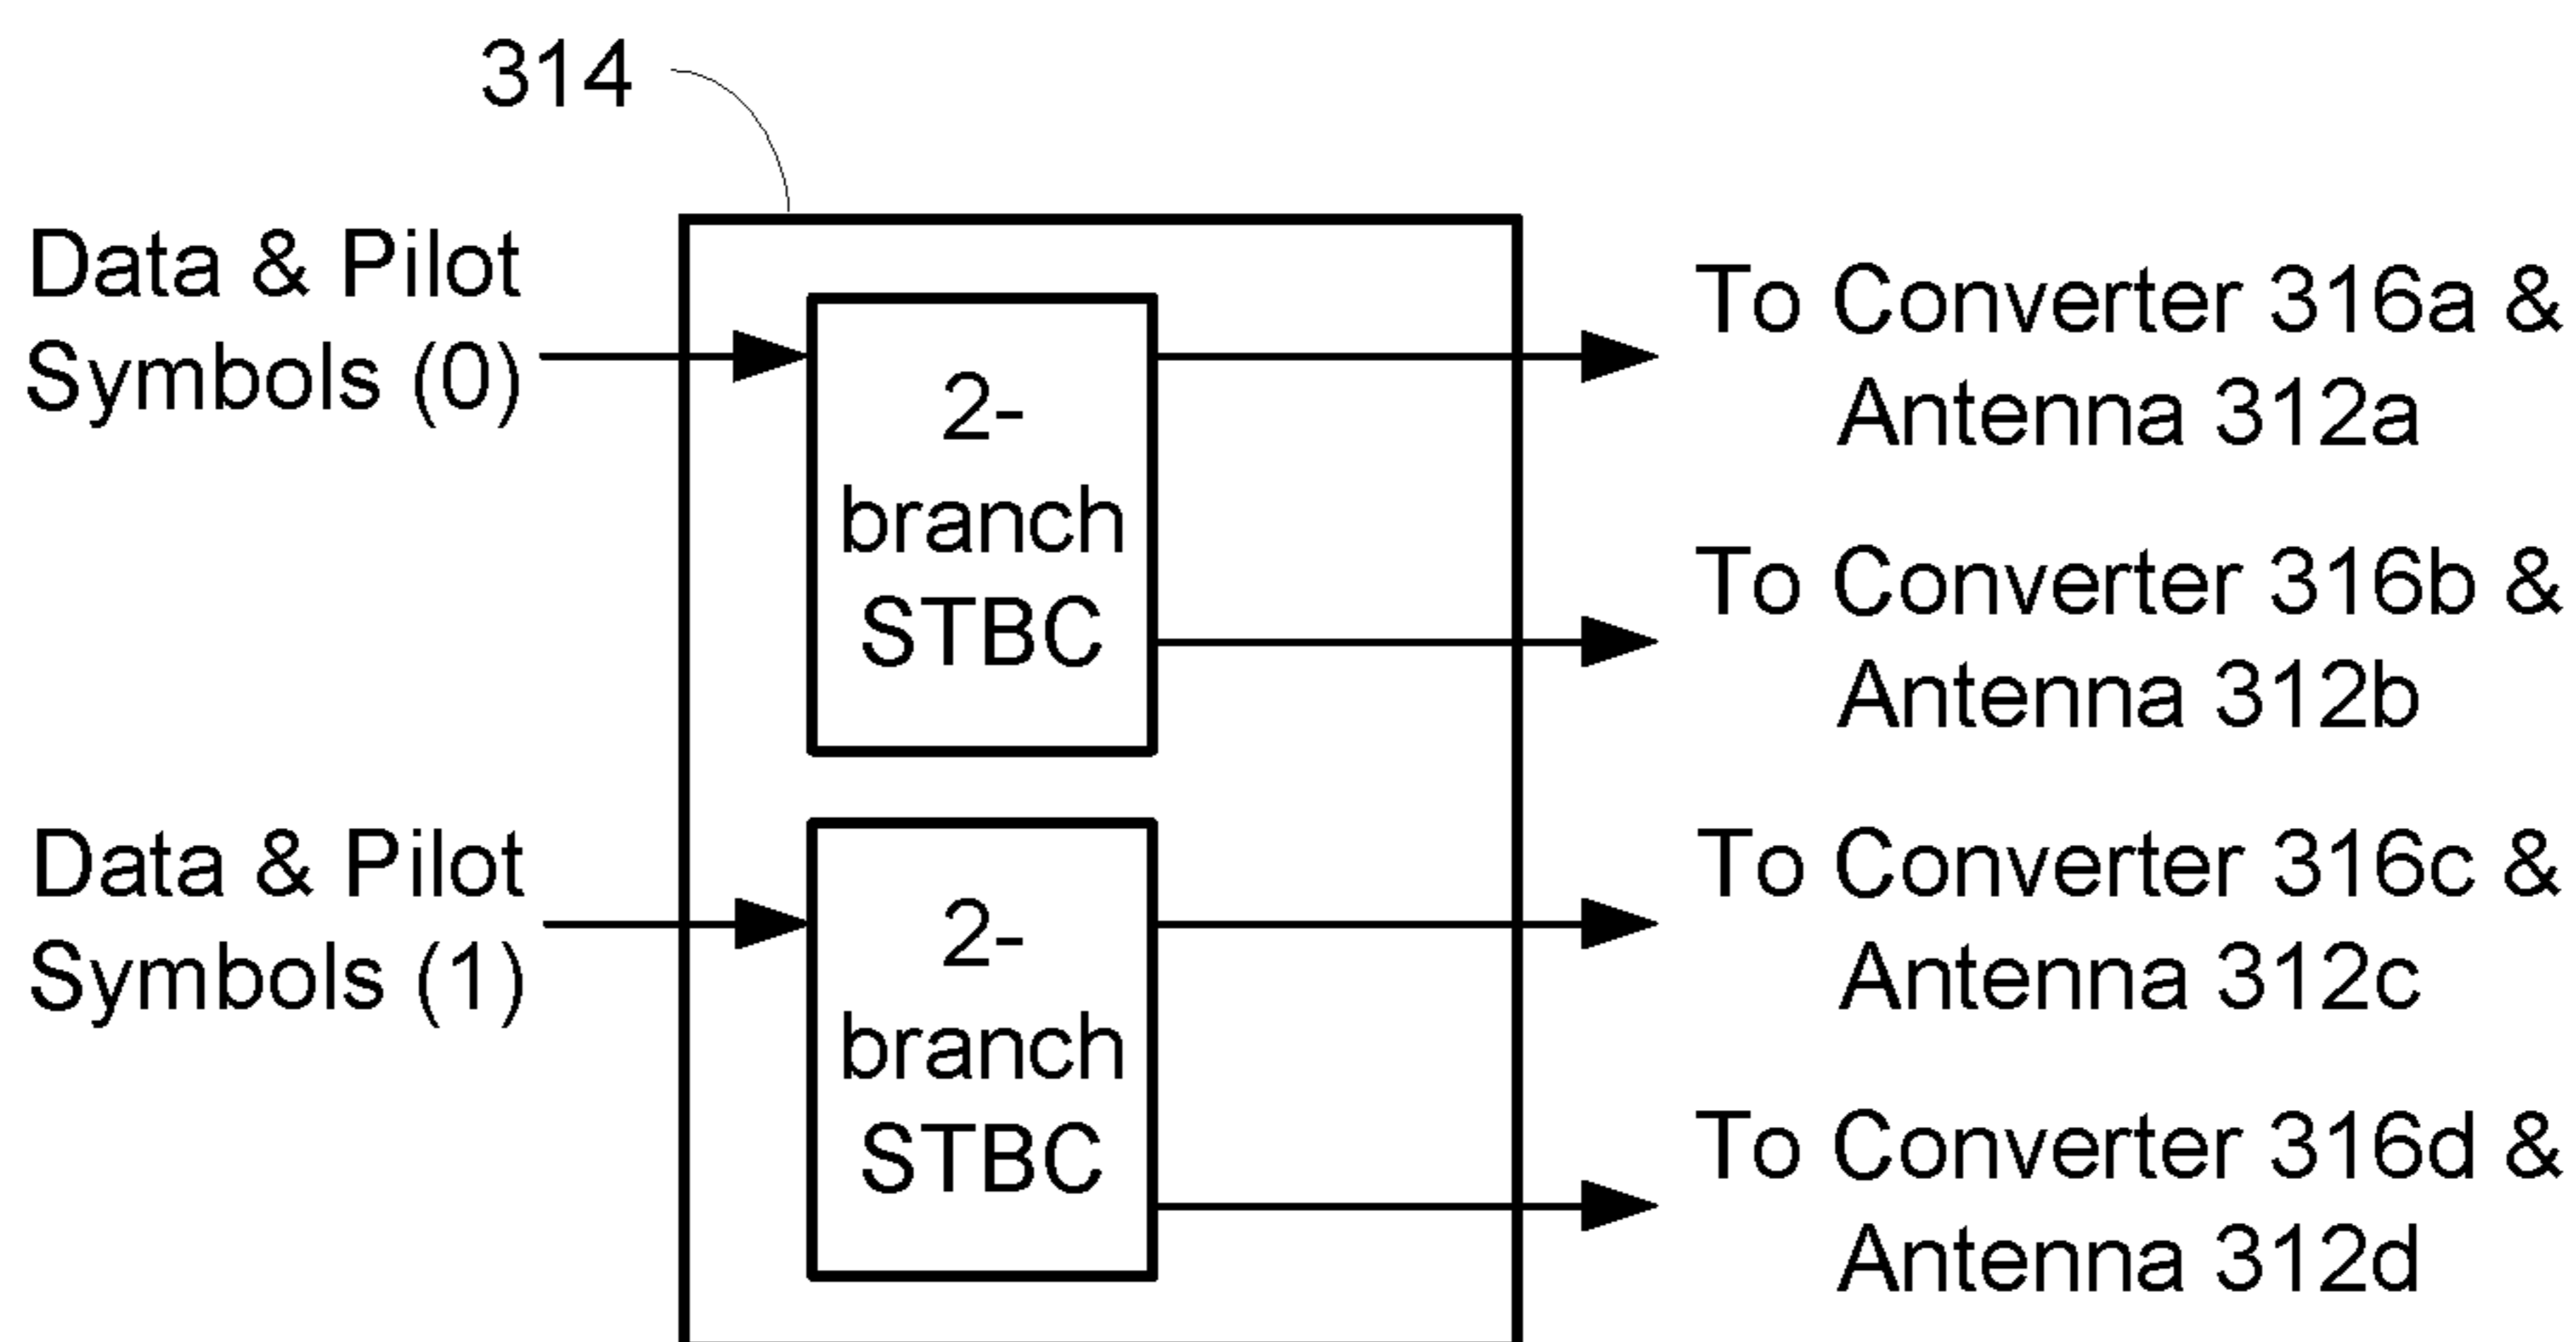 314
Data & Pilot
Symbols (0)
2-
branch
STBC
To Converter 316a &
Antenna 312a
To Converter 316b &
Antenna 312b
Data & Pilot
Symbols (1)
2-
branch
STBC
To Converter 316c &
Antenna 312c
To Converter 316d &
Antenna 312d